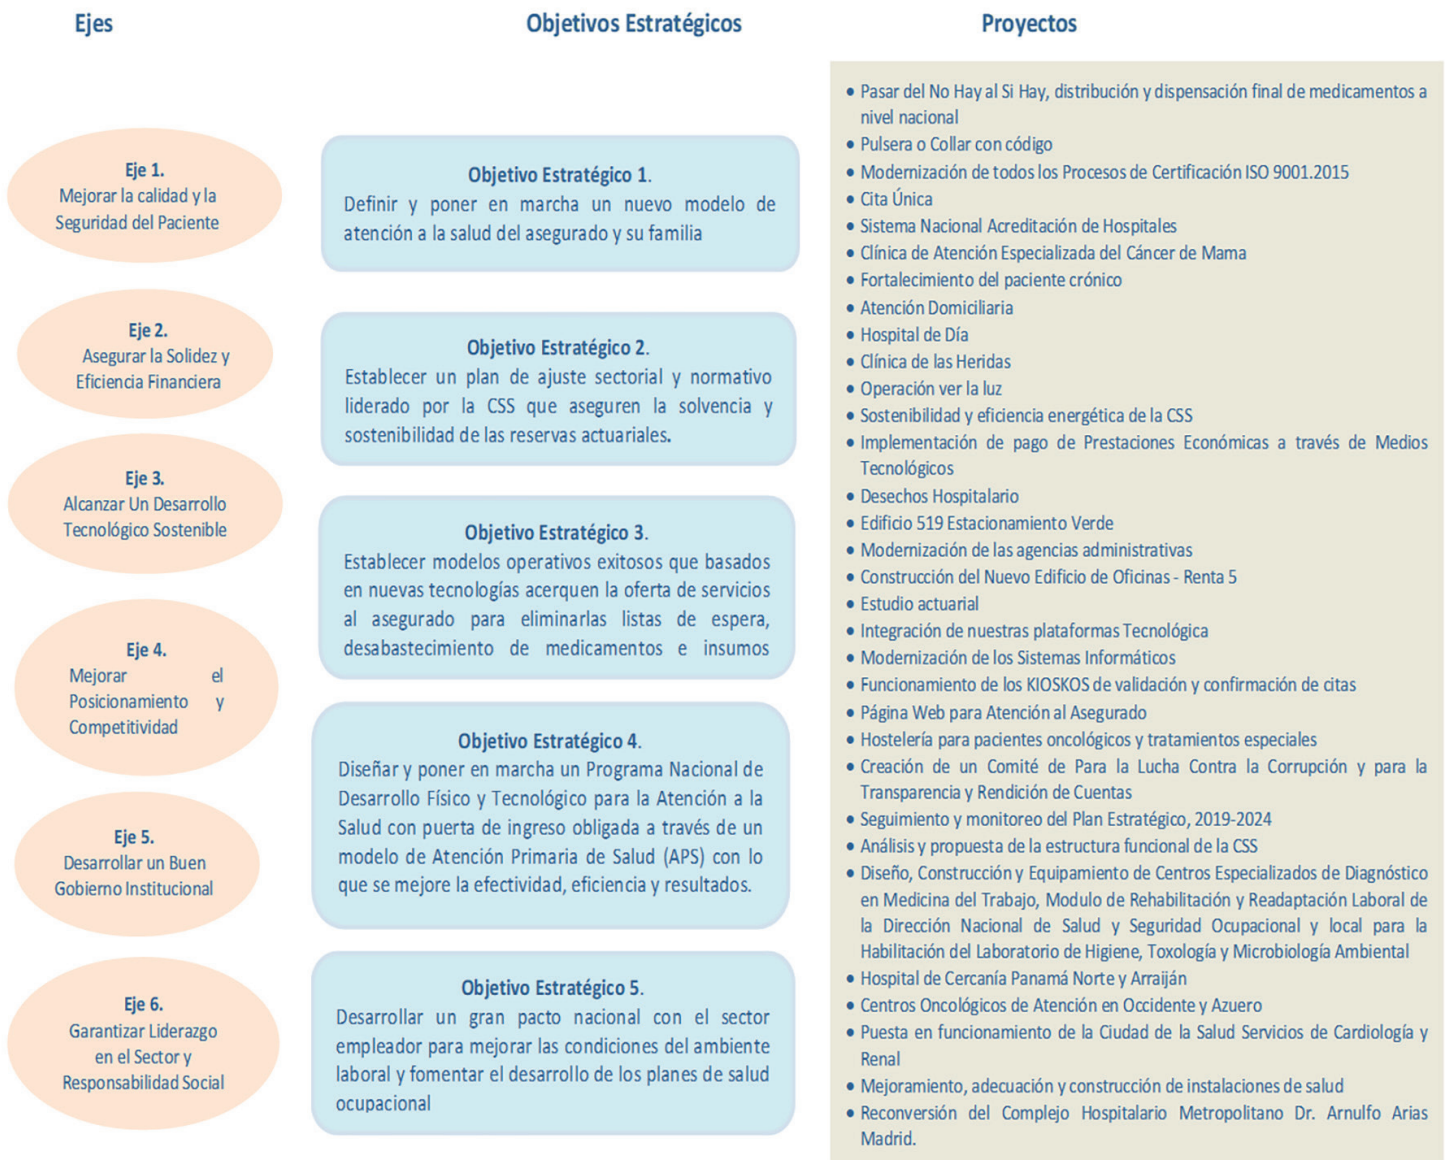 Ejes
Objetivos Estratégicos
Proyectos
Eje 1.
Mejorar la calidad y la
Seguridad del Paciente
Eje 2.
Asegurar la Solidez y
Eficiencia Financiera
Eje 3.
Alcanzar Un Desarrollo
Tecnológico Sostenible
Eje 4.
Mejorar el
Posicionamiento y
Competitividad
Eje 5.
Desarrollar un Buen
Gobierno Institucional
Eje 6.
Garantizar Liderazgo
en el Sector y
Responsabilidad Social
Objetivo Estratégico 1.
Definir y poner en marcha un nuevo modelo de
atención a la salud del asegurado y su familia
Objetivo Estratégico 2.
Establecer un plan de ajuste sectorial y normativo
liderado por la CSS que aseguren la solvencia y
sostenibilidad de las reservas actuariales.
Objetivo Estratégico 3.
Establecer modelos operativos exitosos que basados
en nuevas tecnologías acerquen la oferta de servicios
al asegurado para eliminarlas listas de espera,
desabastecimiento de medicamentos e insumos
Objetivo Estratégico 4.
Diseñar y poner en marcha un Programa Nacional de
Desarrollo Físico y Tecnológico para la Atención a la
Salud con puerta de ingreso obligada a través de un
modelo de Atención Primaria de Salud (APS) con lo
que se mejore la efectividad, eficiencia y resultados.
Objetivo Estratégico 5.
Desarrollar un gran pacto nacional con el sector
empleador para mejorar las condiciones del ambiente
laboral y fomentar el desarrollo de los planes de salud
ocupacional
• Pasar del No Hay al Si Hay, distribución y dispensación final de medicamentos a
nivel nacional
• Pulsera o Collar con código
• Modernización de todos los Procesos de Certificación ISO 9001.2015
• Cita Única
• Sistema Nacional Acreditación de Hospitales
• Clínica de Atención Especializada del Cáncer de Mama
• Fortalecimiento del paciente crónico
• Atención Domiciliaria
• Hospital de Día
• Clínica de las Heridas
• Operación ver la luz
• Sostenibilidad y eficiencia energética de la CSS
• Implementación de pago de Prestaciones Económicas a través de Medios
Tecnológicos
• Desechos Hospitalario
• Edificio 519 Estacionamiento Verde
• Modernización de las agencias administrativas
• Construcción del Nuevo Edificio de Oficinas - Renta 5
• Estudio actuarial
• Integración de nuestras plataformas Tecnológica
• Modernización de los Sistemas Informáticos
• Funcionamiento de los KIOSKOS de validación y confirmación de citas
• Página Web para Atención al Asegurado
• Hostelería para pacientes oncológicos y tratamientos especiales
• Creación de un Comité de Para la Lucha Contra la Corrupción y para la
Transparencia y Rendición de Cuentas
• Seguimiento y monitoreo del Plan Estratégico, 2019-2024
• Análisis y propuesta de la estructura funcional de la CSS
• Diseño, Construcción y Equipamiento de Centros Especializados de Diagnóstico
en Medicina del Trabajo, Modulo de Rehabilitación y Readaptación Laboral de
la Dirección Nacional de Salud y Seguridad Ocupacional y local para la
Habilitación del Laboratorio de Higiene, Toxología y Microbiología Ambiental
• Hospital de Cercanía Panamá Norte y Arraiján
• Centros Oncológicos de Atención en Occidente y Azuero
• Puesta en funcionamiento de la Ciudad de la Salud Servicios de Cardiología y
Renal
• Mejoramiento, adecuación y construcción de instalaciones de salud
• Reconversión del Complejo Hospitalario Metropolitano Dr. Arnulfo Arias
Madrid.